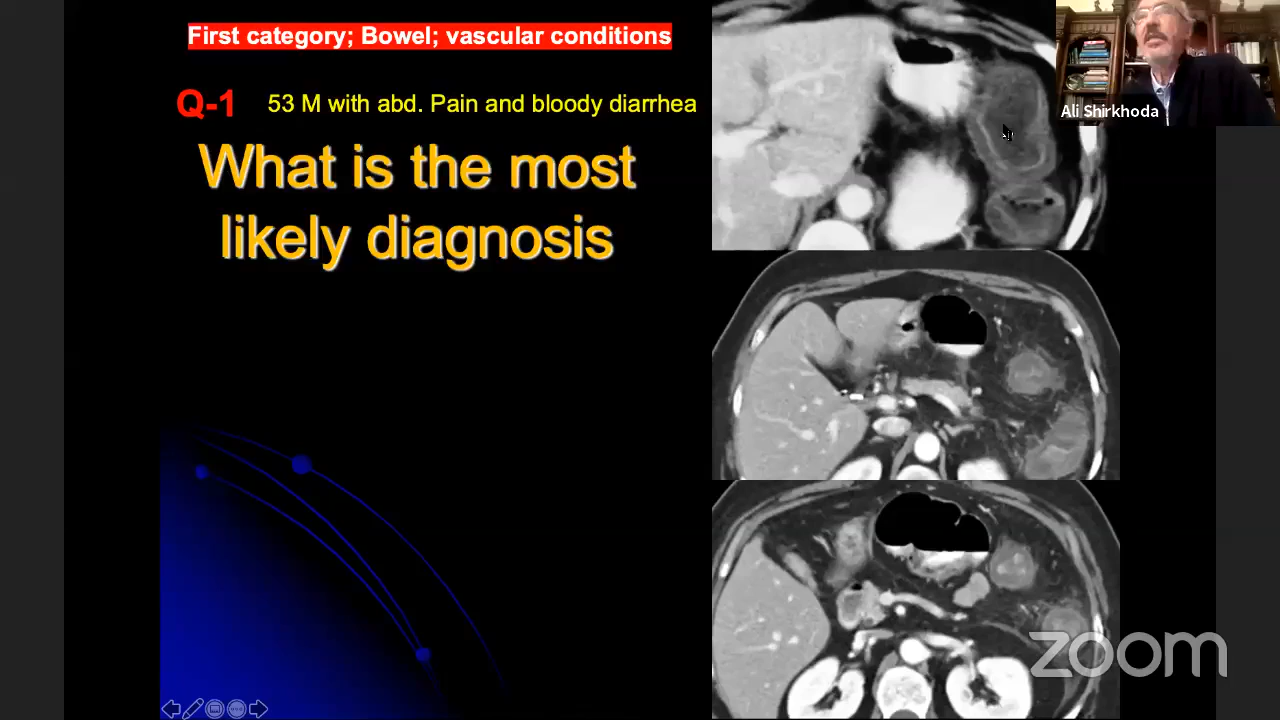 First category; Bowel; vascular conditions
Q-1 53 M with abd. Pain and bloody diarrhea
What is the most
likely diagnosis
Ali Shirkhoda
zoom